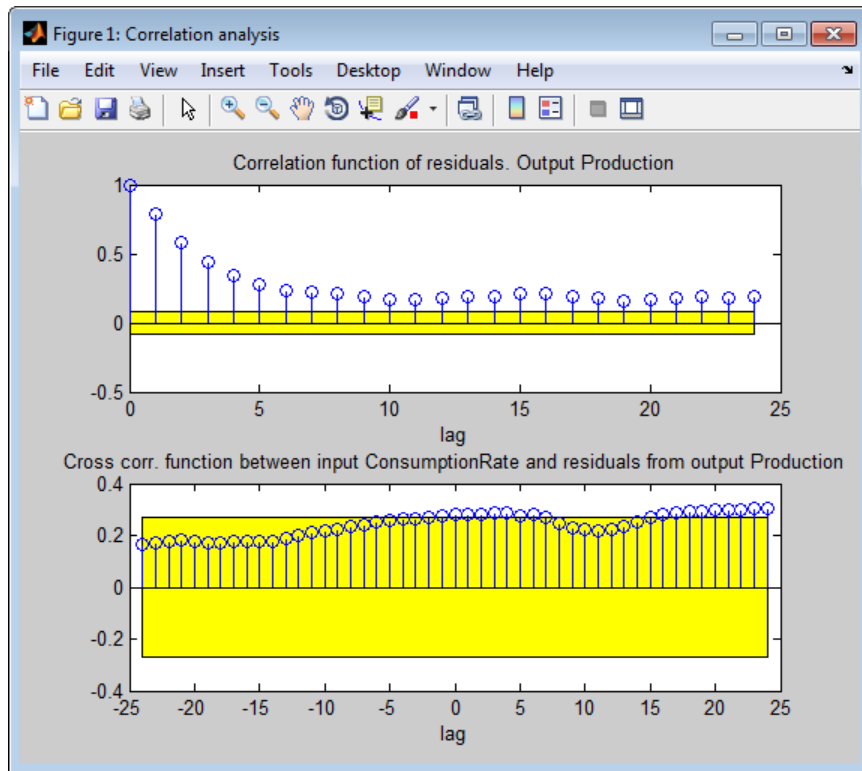 Figure 1: Correlation analysis
File Edit View Insert Tools Desktop Window Help
Correlation function of residuals. Output Production
1
0.5
0
-0.5
0 5 10 15 20 25
lag
Cross corr. function between input ConsumptionRate and residuals from output Production
0.4
0.2
0
-0.2
-0.4
-25 -20 -15 -10 -5 0 5 10 15 20 25
lag